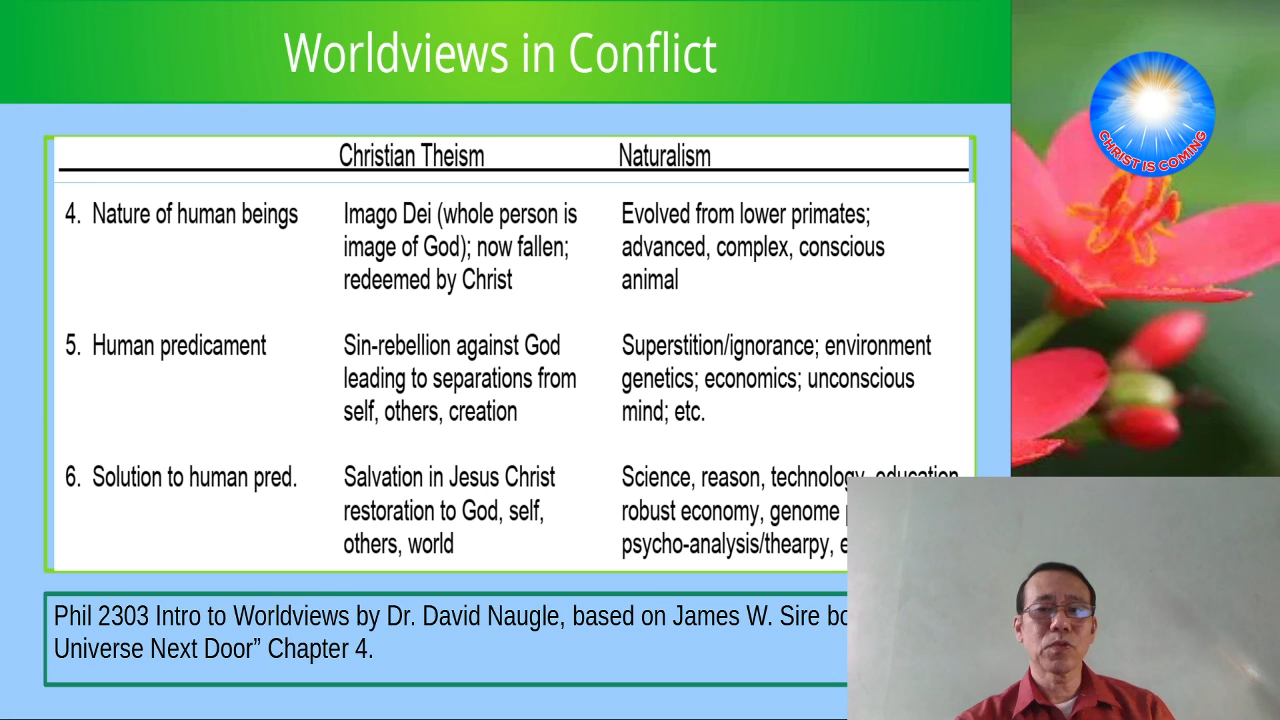 Worldviews in Conflict
CHRIST IS COMING
Christian Theism Naturalism
4. Nature of human beings Imago Dei (whole person is Evolved from lower primates;
image of God); now fallen; advanced, complex, conscious
redeemed by Christ animal
5. Human predicament Sin-rebellion against God Superstition/ignorance; environment
leading to separations from genetics; economics; unconscious
self, others, creation mind; etc.
6. Solution to human pred. Salvation in Jesus Christ Science, reason, technology, education
restoration to God, self, robust economy, genome
others, world psycho-analysis/thearpy,
Phil 2303 Intro to Worldviews by Dr. David Naugle, based on James W. Sire
Universe Next Door” Chapter 4.